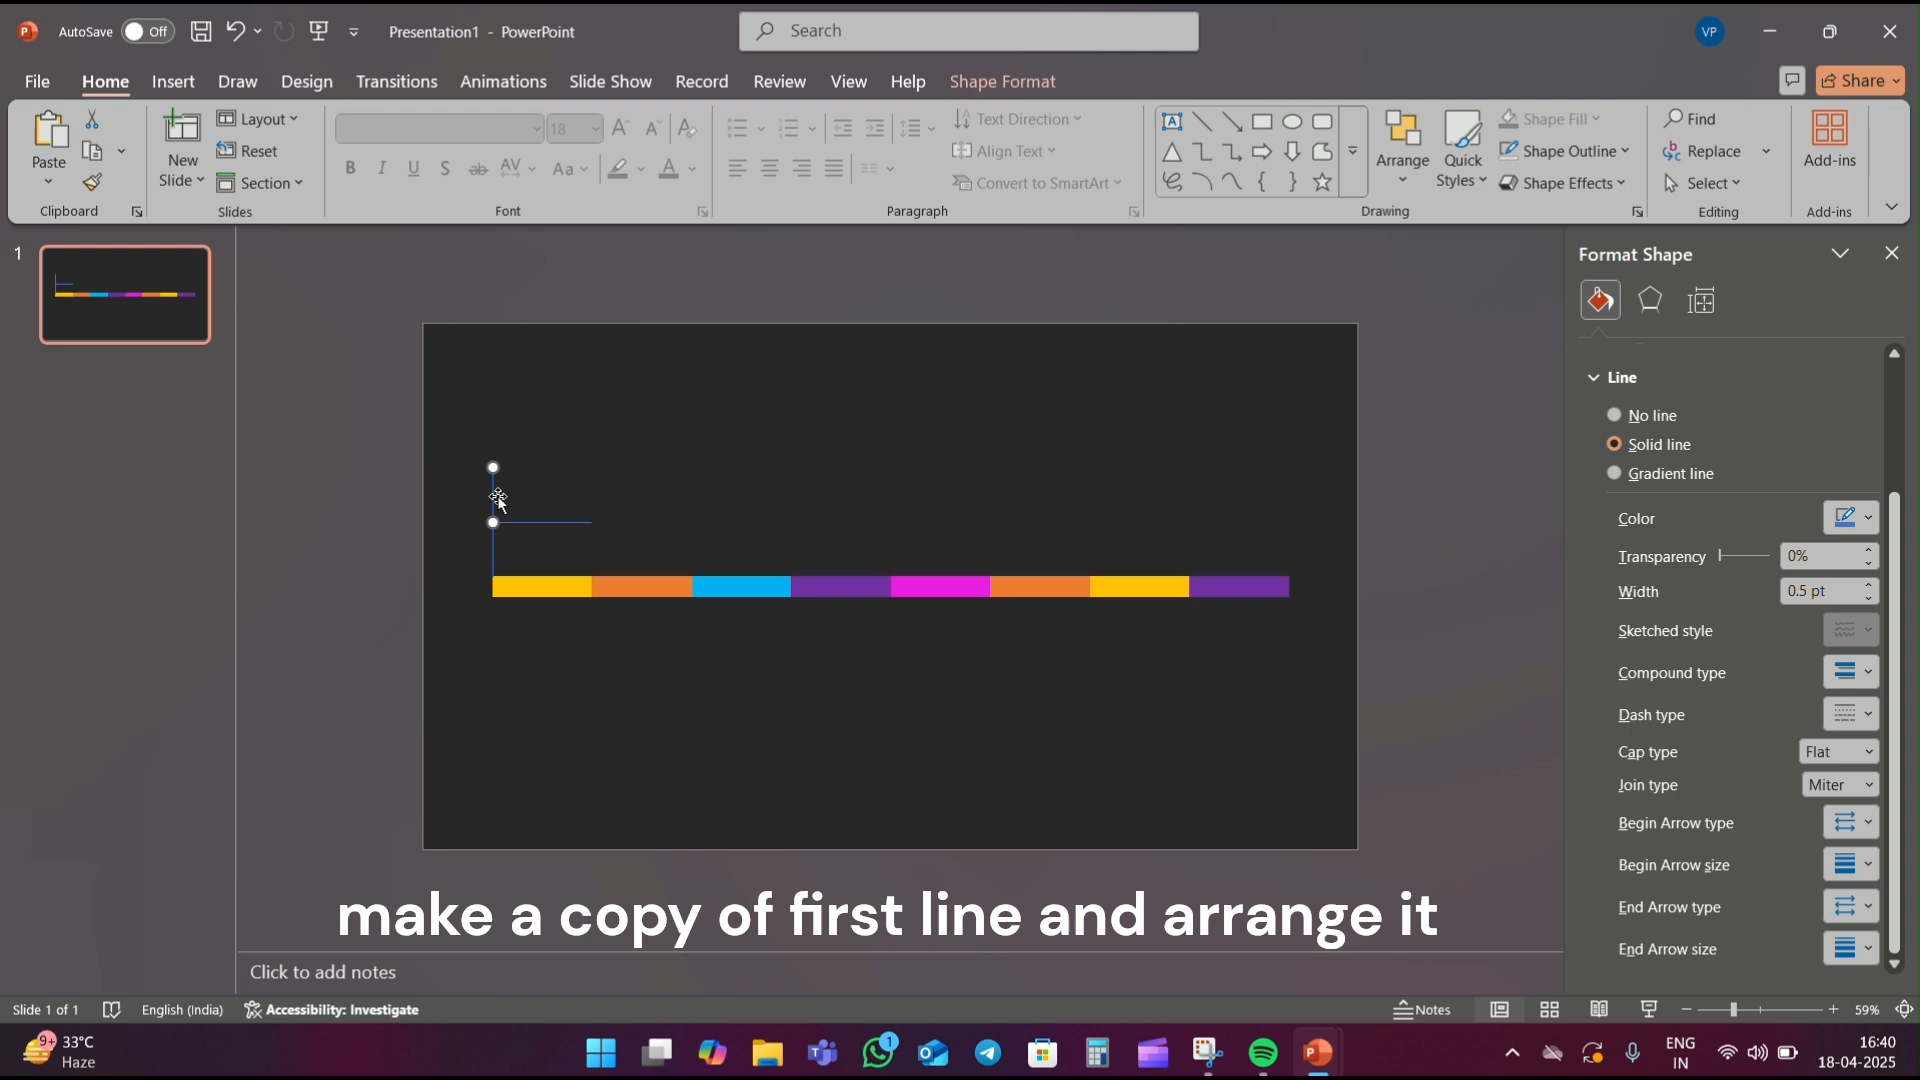 AutoSave Off Presentation1 - PowerPoint Search VP
File Home Insert Draw Design Transitions Animations Slide Show Record Review View Help Shape Format Share
Paste
New
Slide
Layout
Reset
Section
18
B I U S ab AV Aa A
Text Direction
Align Text
Convert to SmartArt
Arrange
Quick
Styles
Shape Fill
Shape Outline
Shape Effects
Find
Replace
Select
Add-ins
Clipboard Slides Font Paragraph Drawing Editing Add-ins
1
Format Shape
Line
No line
Solid line
Gradient line
Color
Transparency 0%
Width 0.5 pt
Sketched style
Compound type
Dash type
Cap type Flat
Join type Miter
Begin Arrow type
Begin Arrow size
End Arrow type
End Arrow size
make a copy of first line and arrange it
Click to add notes
Slide 1 of 1 English (India) Accessibility: Investigate Notes 59%
9+ 33°C
Haze
1
ENG
IN
16:40
18-04-2025